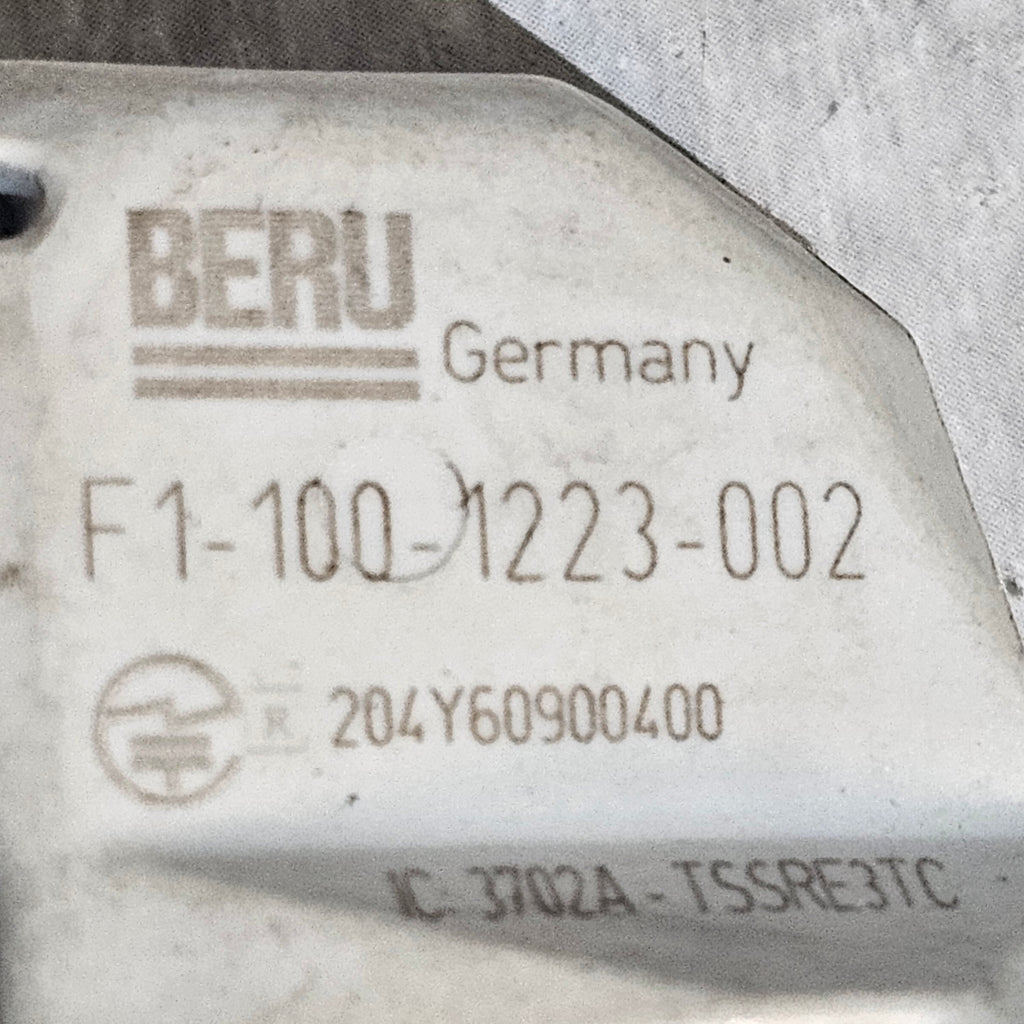 BERU
Germany
F1-100-1223-002
R 204Y60900400
IC 3702A-TSSRE3TC